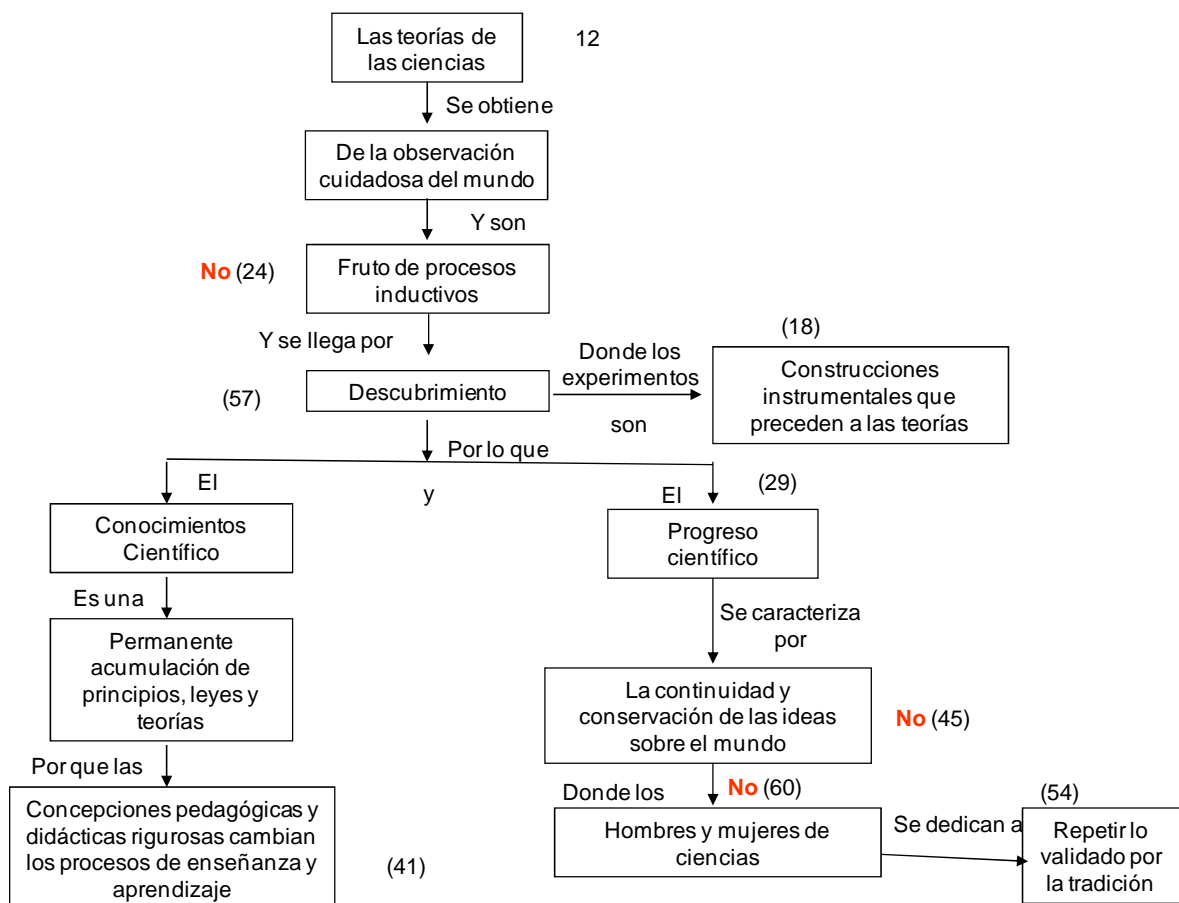 Las teorías de
las ciencias
12
Se obtiene
De la observación
cuidadosa del mundo
Y son
No (24)
Fruto de procesos
inductivos
Y se llega por
(57)
Descubrimiento
Donde los
experimentos
son
(18)
Construcciones
instrumentales que
preceden a las teorías
Por lo que
El
y
El
(29)
Conocimientos
Científico
Es una
Permanente
acumulación de
principios, leyes y
teorías
Por que las
Concepciones pedagógicas y
didácticas rigurosas cambian
los procesos de enseñanza y
aprendizaje
(41)
Progreso
científico
Se caracteriza
por
La continuidad y
conservación de las ideas
sobre el mundo
No (45)
Donde los
No (60)
Hombres y mujeres de
ciencias
Se dedican a
(54)
Repetir lo
validado por
la tradición